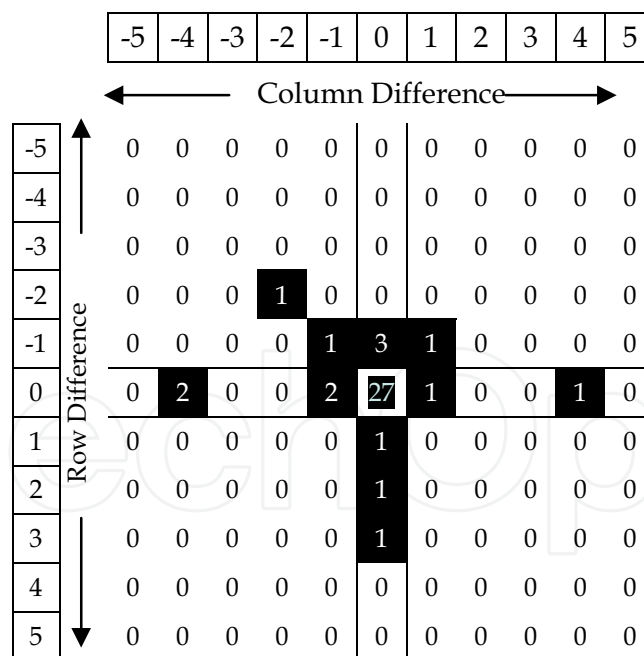 -5 -4 -3 -2 -1 0 1 2 3 4 5
Column Difference
Row Difference
-5 0 0 0 0 0 0 0 0 0 0 0
-4 0 0 0 0 0 0 0 0 0 0 0
-3 0 0 0 0 0 0 0 0 0 0 0
-2 0 0 0 1 0 0 0 0 0 0 0
-1 0 0 0 0 1 3 1 0 0 0 0
0 0 2 0 0 2 27 1 0 0 1 0
1 0 0 0 0 0 1 0 0 0 0 0
2 0 0 0 0 0 1 0 0 0 0 0
3 0 0 0 0 0 1 0 0 0 0 0
4 0 0 0 0 0 0 0 0 0 0 0
5 0 0 0 0 0 0 0 0 0 0 0
echOp